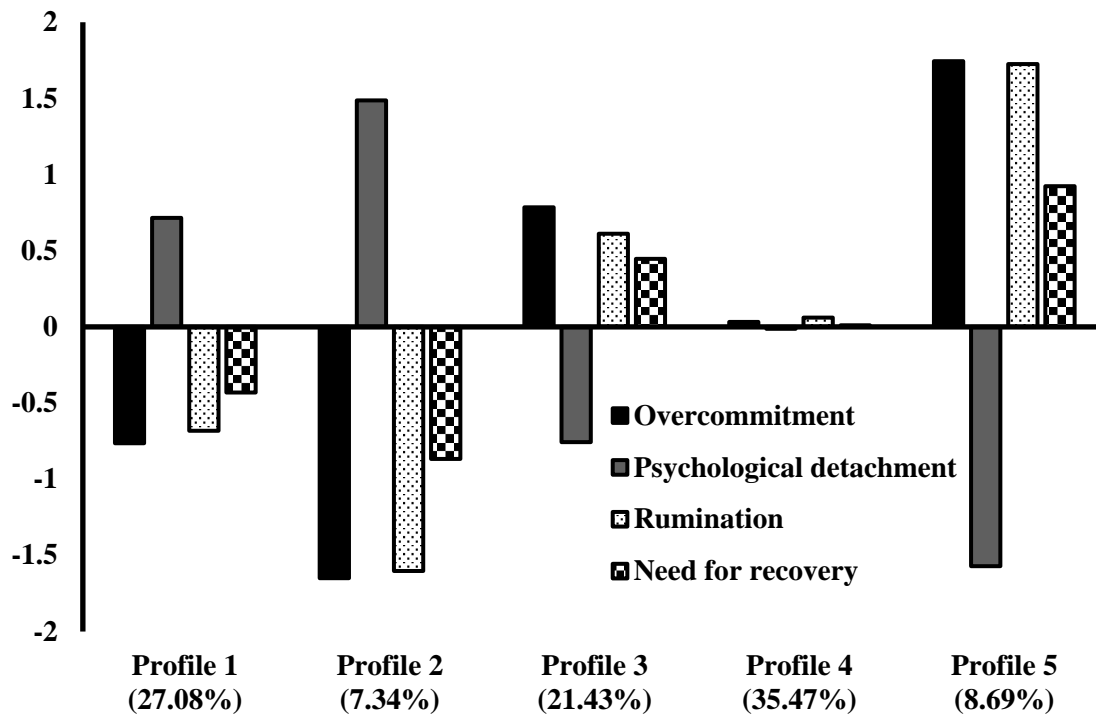 2
1.5
1
0.5
0
-0.5
-1
-1.5
-2
Overcommitment
Psychological detachment
Rumination
Need for recovery
Profile 1 Profile 2 Profile 3 Profile 4 Profile 5
(27.08%) (7.34%) (21.43%) (35.47%) (8.69%)